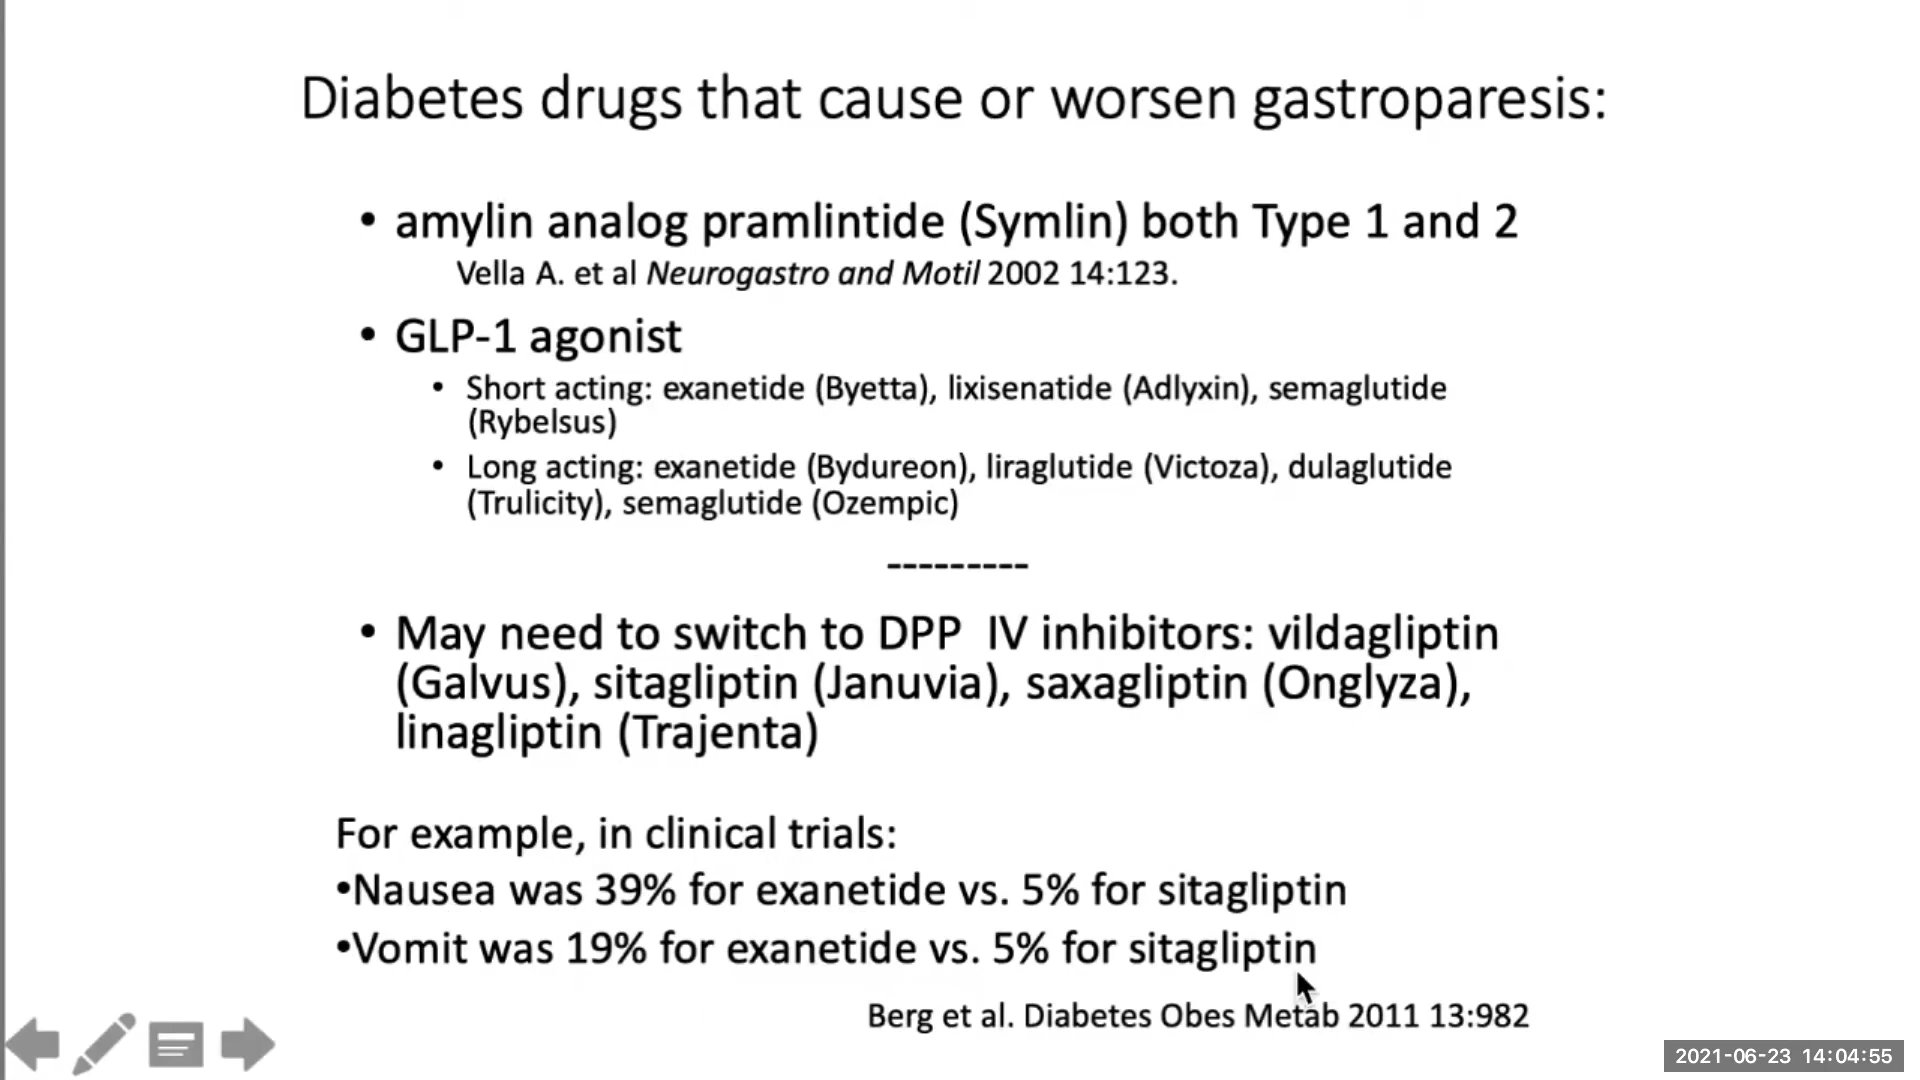 Diabetes drugs that cause or worsen gastroparesis:
• amylin analog pramlintide (Symlin) both Type 1 and 2
Vella A. et al Neurogastro and Motil 2002 14:123.
• GLP-1 agonist
• Short acting: exanetide (Byetta), lixisenatide (Adlyxin), semaglutide
(Rybelsus)
• Long acting: exanetide (Bydureon), liraglutide (Victoza), dulaglutide
(Trulicity), semaglutide (Ozempic)
---------
• May need to switch to DPP  IV inhibitors: vildagliptin
(Galvus), sitagliptin (Januvia), saxagliptin (Onglyza),
linagliptin (Trajenta)
For example, in clinical trials:
•Nausea was 39% for exanetide vs. 5% for sitagliptin
•Vomit was 19% for exanetide vs. 5% for sitagliptin
Berg et al. Diabetes Obes Metab 2011 13:982
2021-06-23 14:04:55